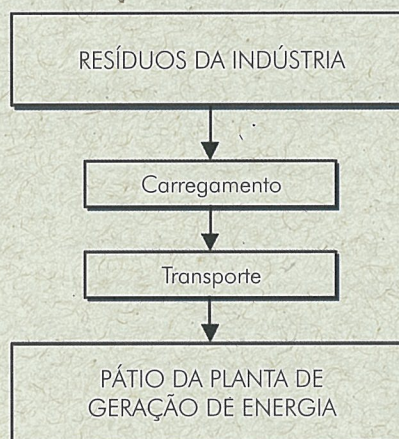 RESÍDUOS DA INDÚSTRIA
Carregamento
Transporte
PÁTIO DA PLANTA DE
GERAÇÃO DE ENERGIA